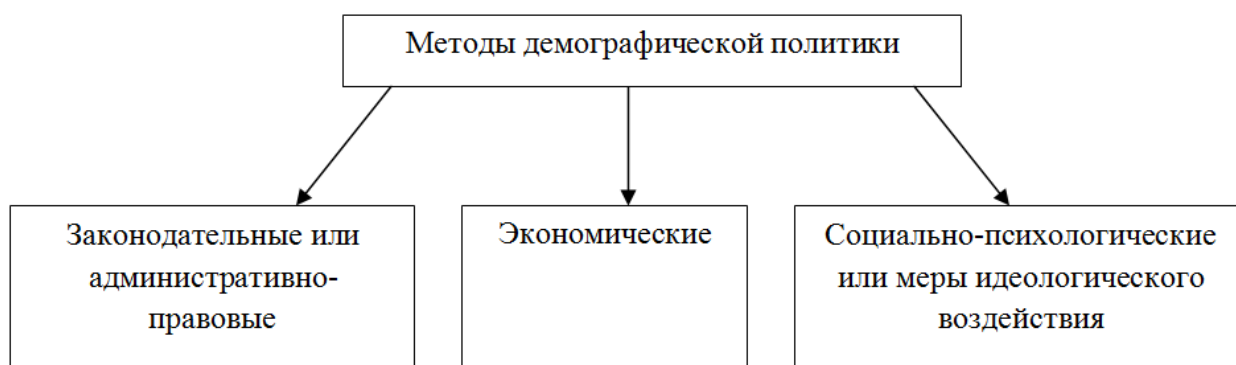 Методы демографической политики
Законодательные или
административно-
правовые
Экономические
Социально-психологические
или меры идеологического
воздействия